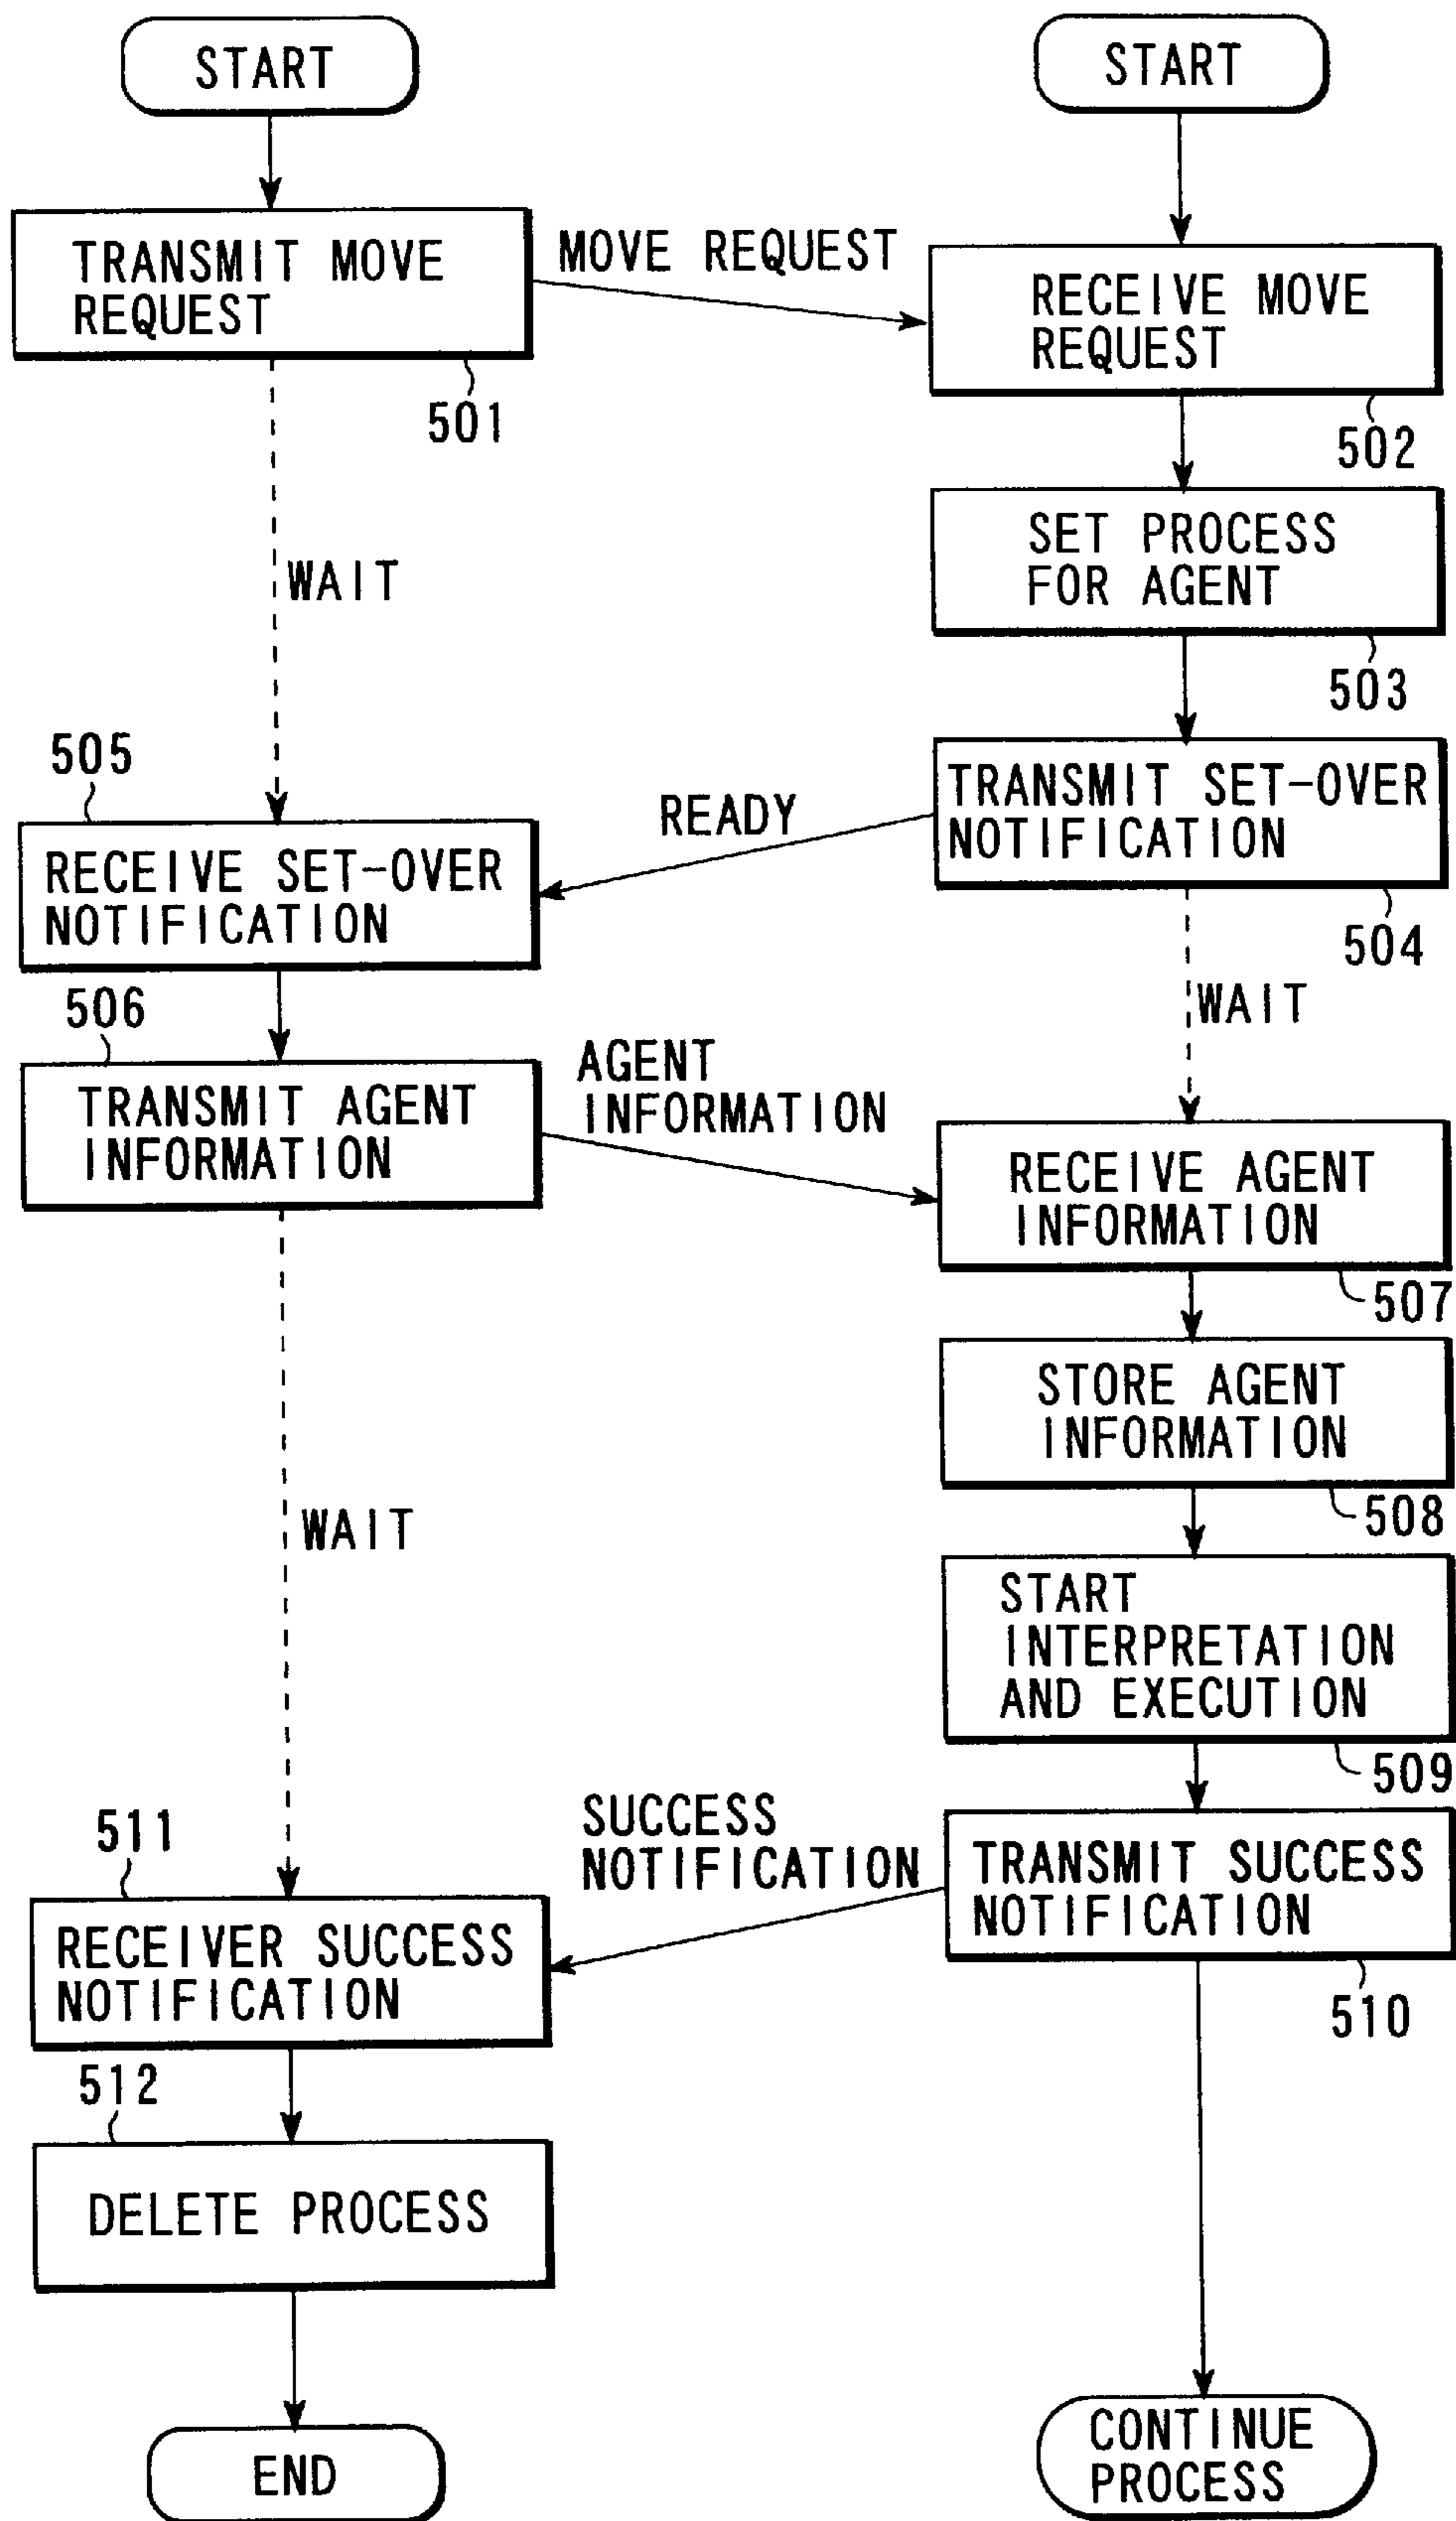 START
START
TRANSMIT MOVE
REQUEST
MOVE REQUEST
RECEIVE MOVE
REQUEST
501
502
WAIT
SET PROCESS
FOR AGENT
503
505
READY
TRANSMIT SET-OVER
NOTIFICATION
RECEIVE SET-OVER
NOTIFICATION
504
506
WAIT
TRANSMIT AGENT
INFORMATION
AGENT
INFORMATION
RECEIVE AGENT
INFORMATION
507
STORE AGENT
INFORMATION
508
WAIT
START
INTERPRETATION
AND EXECUTION
509
511
SUCCESS
NOTIFICATION
TRANSMIT SUCCESS
NOTIFICATION
RECEIVER SUCCESS
NOTIFICATION
510
512
DELETE PROCESS
END
CONTINUE
PROCESS